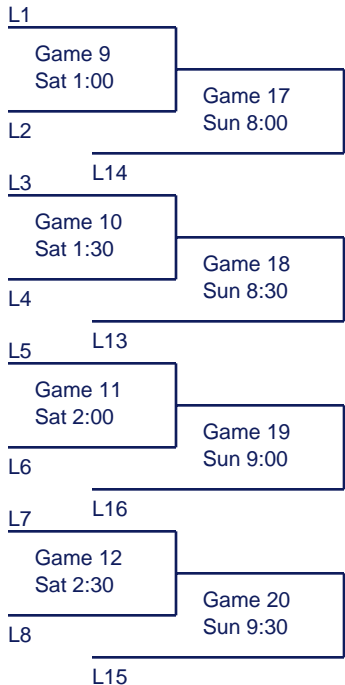 L1
Game 9
Sat 1:00
Game 17
Sun 8:00
L2
L14
L3
Game 10
Sat 1:30
Game 18
Sun 8:30
L4
L13
L5
Game 11
Sat 2:00
Game 19
Sun 9:00
L6
L16
L7
Game 12
Sat 2:30
Game 20
Sun 9:30
L8
L15